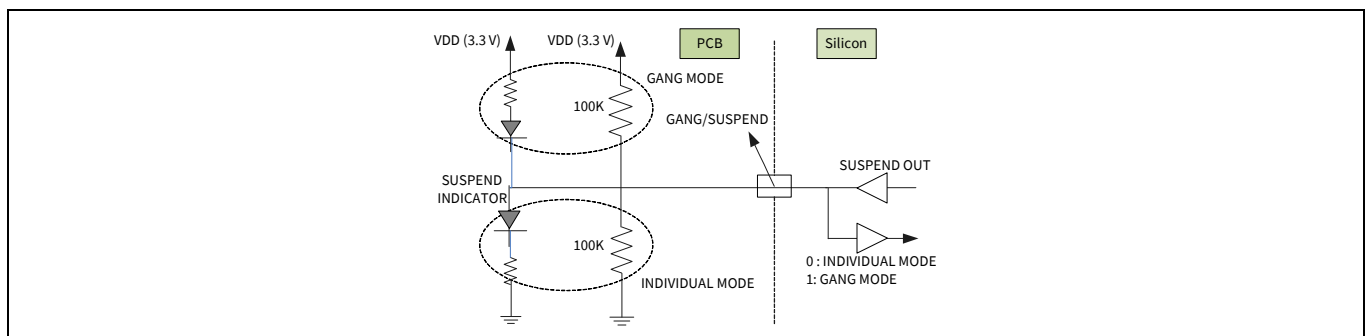 VDD (3.3 V)
VDD (3.3 V)
PCB
Silicon
GANG MODE
100K
GANG/SUSPEND
SUSPEND OUT
SUSPEND
INDICATOR
100K
0 : INDIVIDUAL MODE
1: GANG MODE
INDIVIDUAL MODE